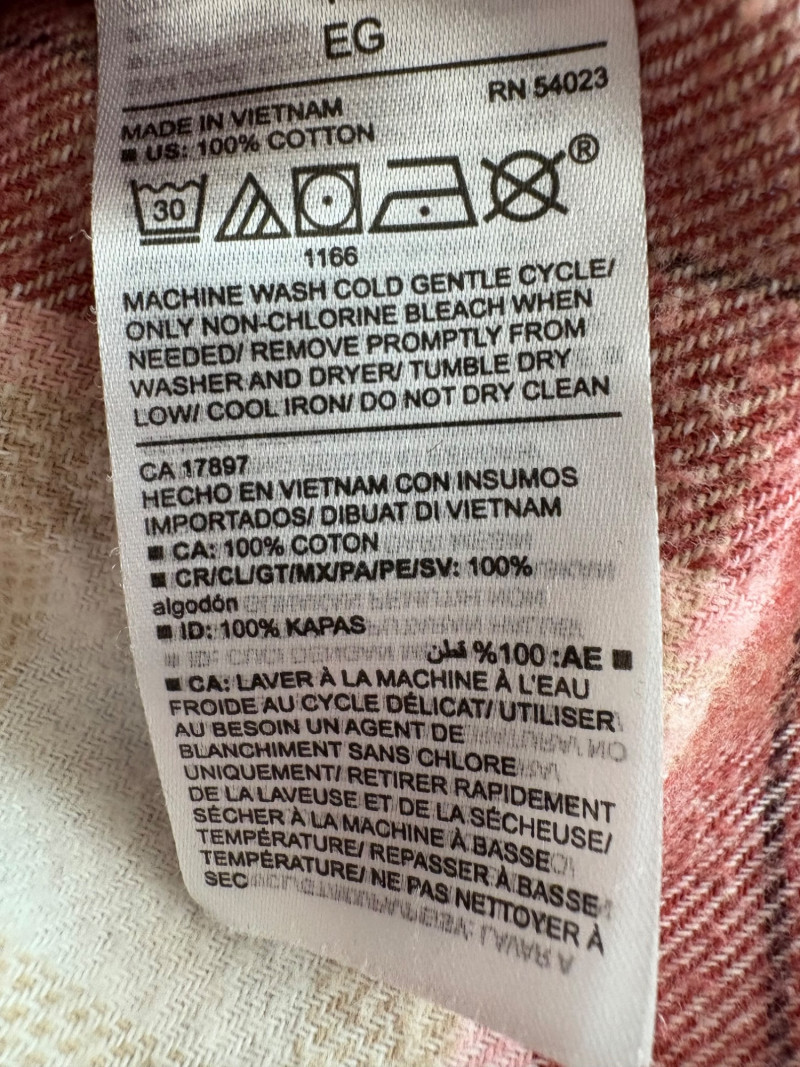 EG
RN 54023
MADE IN VIETNAM
■ US: 100% COTTON
30
®
1166
MACHINE WASH COLD GENTLE CYCLE/
ONLY NON-CHLORINE BLEACH WHEN
NEEDED/ REMOVE PROMPTLY FROM
WASHER AND DRYER/ TUMBLE DRY
LOW/ COOL IRON/ DO NOT DRY CLEAN
CA 17897
HECHO EN VIETNAM CON INSUMOS
IMPORTADOS/ DIBUAT DI VIETNAM
■ CA: 100% COTON
■ CR/CL/GT/MX/PA/PE/SV: 100%
algodón
■ ID: 100% KAPAS
■ AE: 100% قطن
■ CA: LAVER À LA MACHINE À L'EAU
FROIDE AU CYCLE DÉLICAT/ UTILISER
AU BESOIN UN AGENT DE
BLANCHIMENT SANS CHLORE
UNIQUEMENT/ RETIRER RAPIDEMENT
DE LA LAVEUSE ET DE LA SÉCHEUSE/
SÉCHER À LA MACHINE À BASSE
TEMPÉRATURE/ REPASSER À BASSE
TEMPÉRATURE/ NE PAS NETTOYER À
SEC